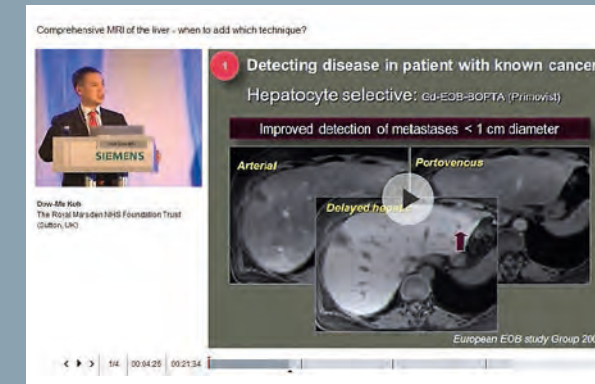 Comprehensive MRI of the liver - when to add which technique?
1 Detecting disease in patient with known cancer
Hepatocyte selective: Gd-EOB-BOPTA (Primovist)
Improved detection of metastases < 1 cm diameter
Arterial
Portovenous
Delayed
SIEMENS
Dow-Mu Koh
The Royal Marsden NHS Foundation Trust
(Sutton, UK)
European EOB study Group
1/4 00:04:25 00:21:34